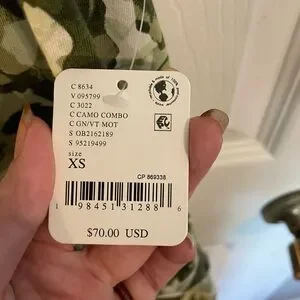 C 8634
V 095799
C 3022
C CAMO COMBO
C GN/VT MOT
S OB2162189
S 95219499
size
XS
CP 869338
1 98451 31288 6
$70.00 USD